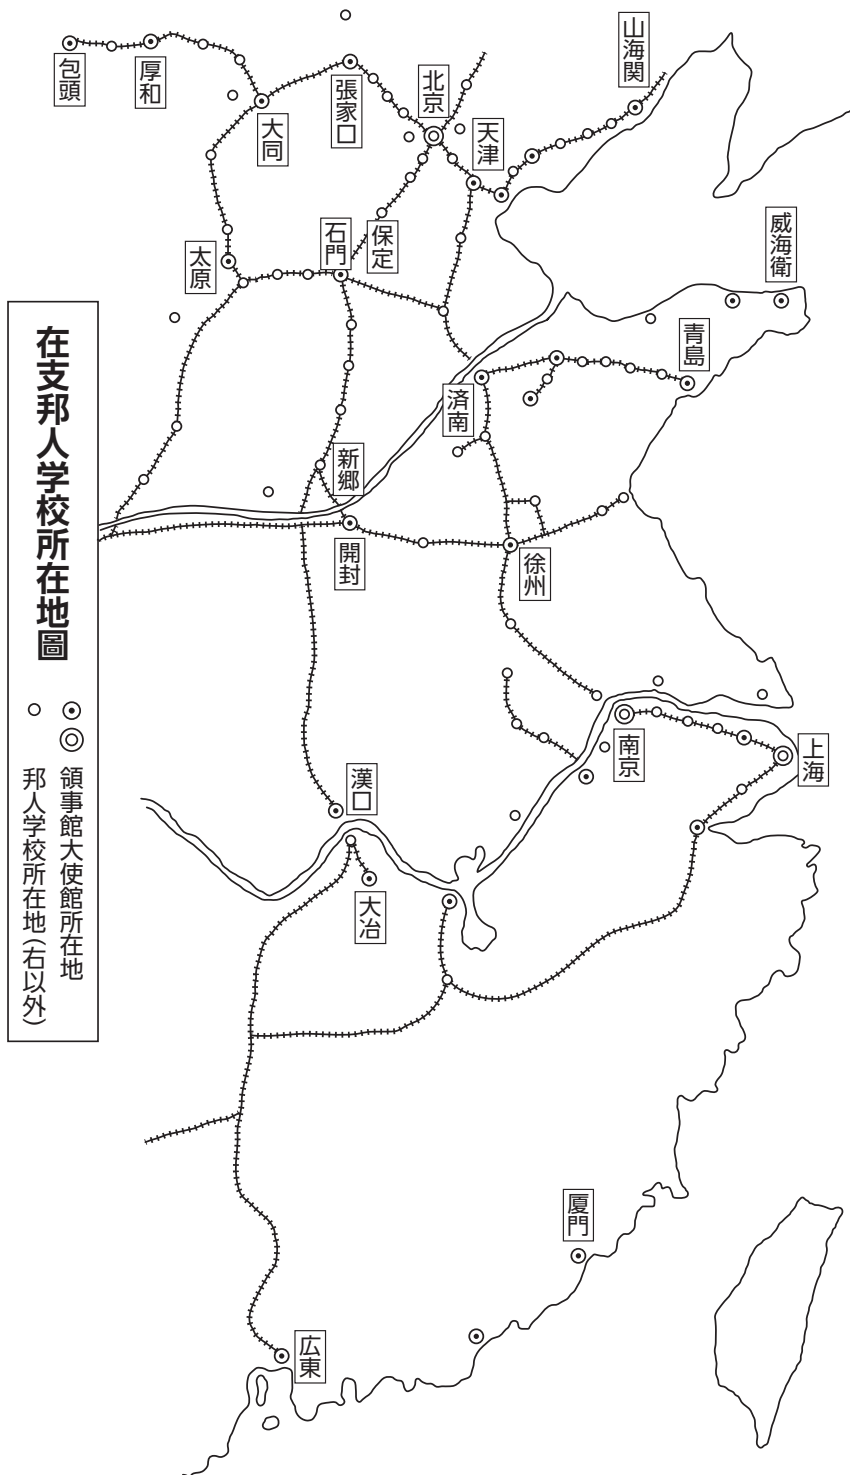 在支邦人学校所在地圖
領事館大使館所在地
邦人学校所在地(右以外)
山海関
北京
天津
張家口
厚和
包頭
大同
保定
石門
太原
威海衛
青島
済南
新郷
開封
徐州
南京
上海
漢口
大冶
厦門
広東